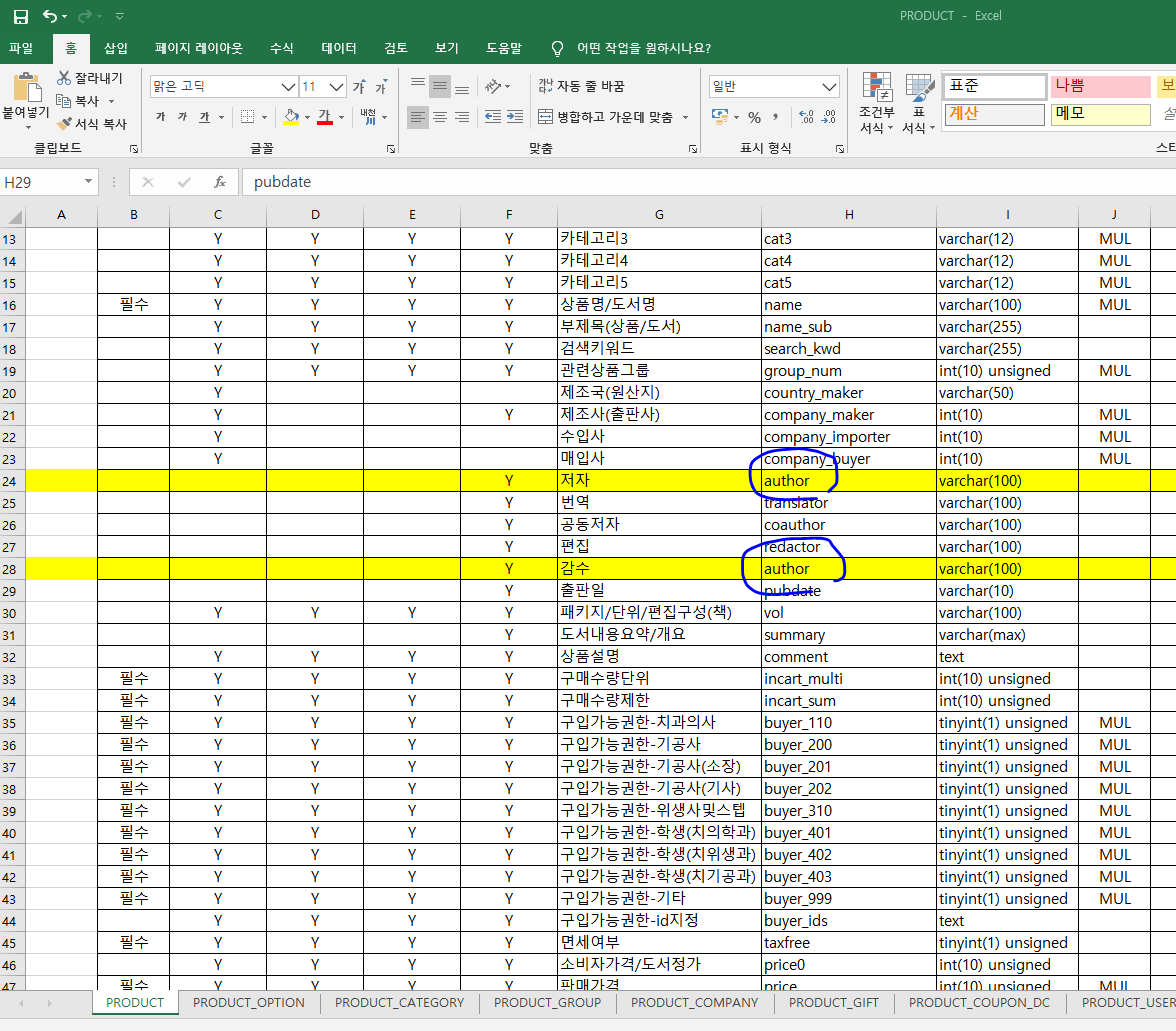 PRODUCT - Excel
파일 홈 삽입 페이지 레이아웃 수식 데이터 검토 보기 도움말 어떤 작업을 원하시나요?
붙여넣기 잘라내기 복사 서식 복사 클립보드
맑은 고딕 11 가 가 가 가 가 가 내천 川 글꼴
자동 줄 바꿈 병합하고 가운데 맞춤 맞춤
일반 % 표시 형식
조건부 서식 표 서식 표준 나쁨 계산 메모
H29 fx pubdate
A B C D E F G H I J
13 Y Y Y Y 카테고리3 cat3 varchar(12) MUL
14 Y Y Y Y 카테고리4 cat4 varchar(12) MUL
15 Y Y Y Y 카테고리5 cat5 varchar(12) MUL
16 필수 Y Y Y Y 상품명/도서명 name varchar(100) MUL
17 Y Y Y Y 부제목(상품/도서) name_sub varchar(255)
18 Y Y Y Y 검색키워드 search_kwd varchar(255)
19 Y Y Y Y 관련상품그룹 group_num int(10) unsigned MUL
20 Y 제조국(원산지) country_maker varchar(50)
21 Y Y 제조사(출판사) company_maker int(10) MUL
22 Y 수입사 company_importer int(10) MUL
23 Y 매입사 company_buyer int(10) MUL
24 Y 저자 author varchar(100)
25 Y 번역 translator varchar(100)
26 Y 공동저자 coauthor varchar(100)
27 Y 편집 redactor varchar(100)
28 Y 감수 author varchar(100)
29 Y 출판일 pubdate varchar(10)
30 Y Y Y Y 패키지/단위/편집구성(책) vol varchar(100)
31 Y 도서내용요약/개요 summary varchar(max)
32 Y Y Y Y 상품설명 comment text
33 필수 Y Y Y Y 구매수량단위 incart_multi int(10) unsigned
34 필수 Y Y Y Y 구매수량제한 incart_sum int(10) unsigned
35 필수 Y Y Y Y 구입가능권한-치과의사 buyer_110 tinyint(1) unsigned MUL
36 필수 Y Y Y Y 구입가능권한-기공사 buyer_200 tinyint(1) unsigned MUL
37 필수 Y Y Y Y 구입가능권한-기공사(소장) buyer_201 tinyint(1) unsigned MUL
38 필수 Y Y Y Y 구입가능권한-기공사(기사) buyer_202 tinyint(1) unsigned MUL
39 필수 Y Y Y Y 구입가능권한-위생사및스텝 buyer_310 tinyint(1) unsigned MUL
40 필수 Y Y Y Y 구입가능권한-학생(치의학과) buyer_401 tinyint(1) unsigned MUL
41 필수 Y Y Y Y 구입가능권한-학생(치위생과) buyer_402 tinyint(1) unsigned MUL
42 필수 Y Y Y Y 구입가능권한-학생(치기공과) buyer_403 tinyint(1) unsigned MUL
43 필수 Y Y Y Y 구입가능권한-기타 buyer_999 tinyint(1) unsigned MUL
44 Y Y Y Y 구입가능권한-id지정 buyer_ids text
45 필수 Y Y Y Y 면세여부 taxfree tinyint(1) unsigned
46 Y Y Y Y 소비자가격/도서정가 price0 int(10) unsigned
47 필수 Y Y Y Y 판매가격 price int(10) unsigned MUL
PRODUCT PRODUCT_OPTION PRODUCT_CATEGORY PRODUCT_GROUP PRODUCT_COMPANY PRODUCT_GIFT PRODUCT_COUPON_DC PRODUCT_USER